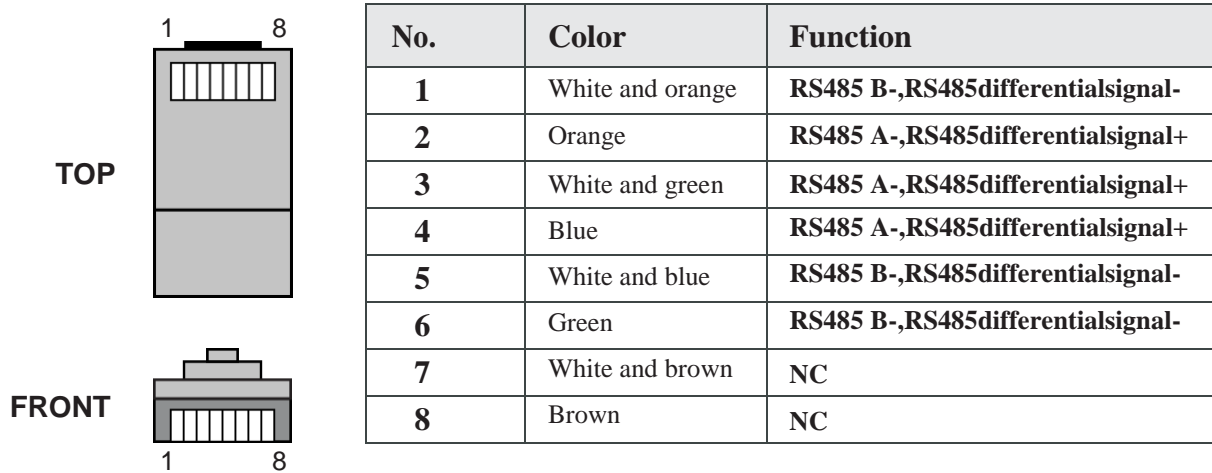 1 8
TOP
FRONT
1 8
No. Color Function
1 White and orange RS485 B-,RS485differentialsignal-
2 Orange RS485 A-,RS485differentialsignal+
3 White and green RS485 A-,RS485differentialsignal+
4 Blue RS485 A-,RS485differentialsignal+
5 White and blue RS485 B-,RS485differentialsignal-
6 Green RS485 B-,RS485differentialsignal-
7 White and brown NC
8 Brown NC